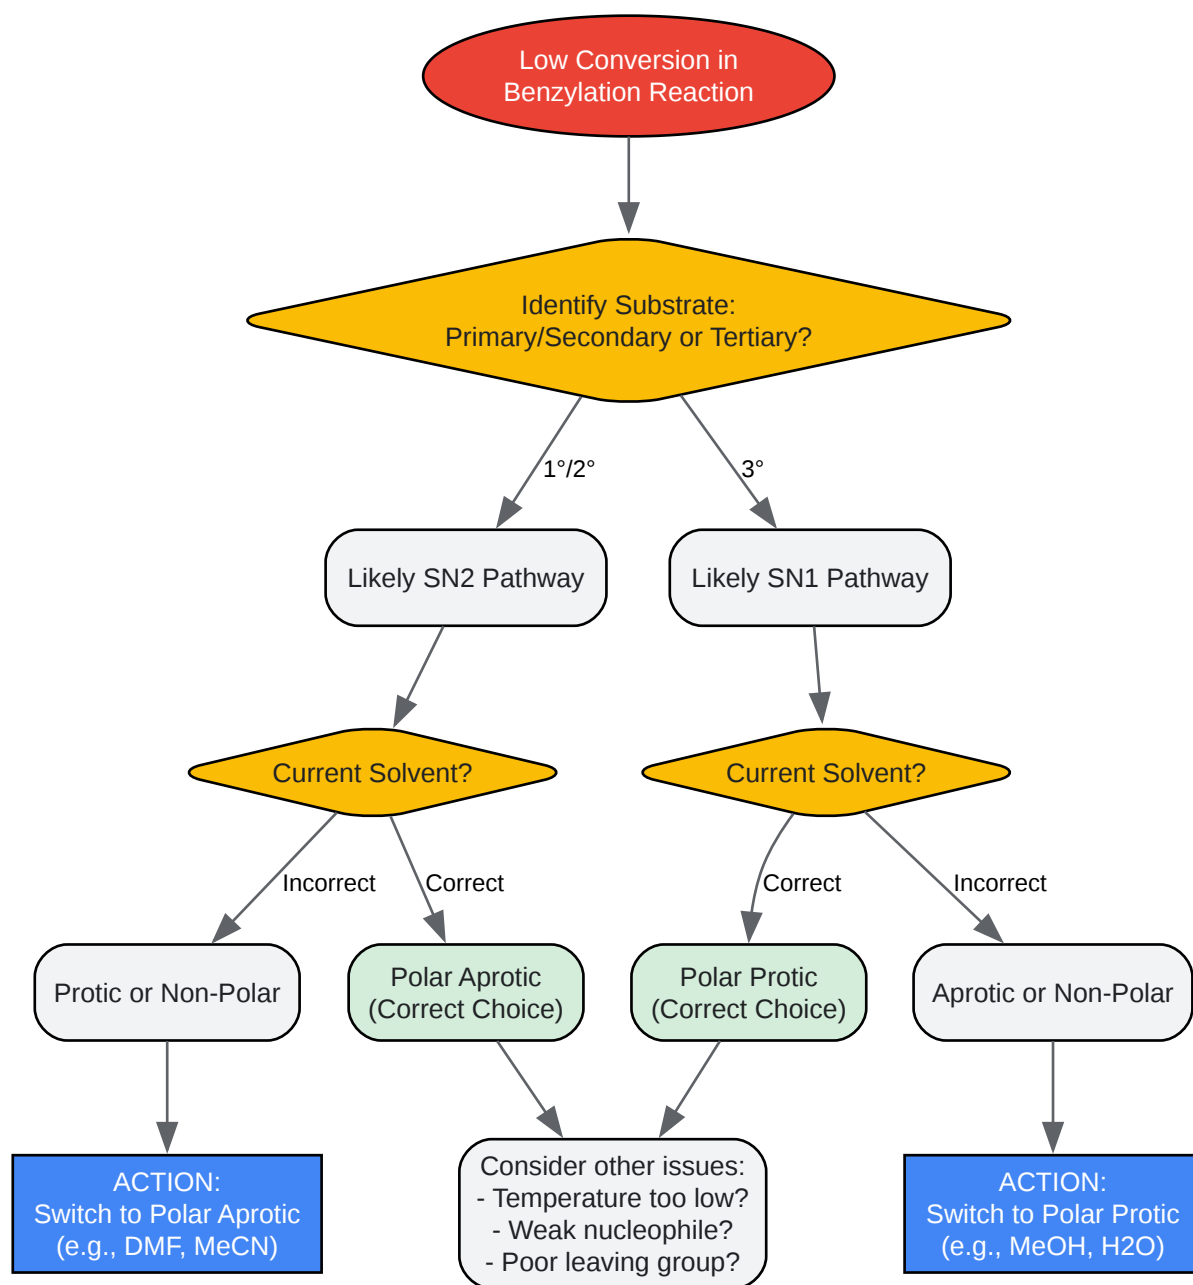 Low Conversion in
Benzylation Reaction
Identify Substrate:
Primary/Secondary or Tertiary?
1°/2°
3°
Likely SN2 Pathway
Likely SN1 Pathway
Current Solvent?
Current Solvent?
Incorrect
Correct
Correct
Incorrect
Protic or Non-Polar
Polar Aprotic
(Correct Choice)
Polar Protic
(Correct Choice)
Aprotic or Non-Polar
ACTION:
Switch to Polar Aprotic
(e.g., DMF, MeCN)
Consider other issues:
- Temperature too low?
- Weak nucleophile?
- Poor leaving group?
ACTION:
Switch to Polar Protic
(e.g., MeOH, H2O)